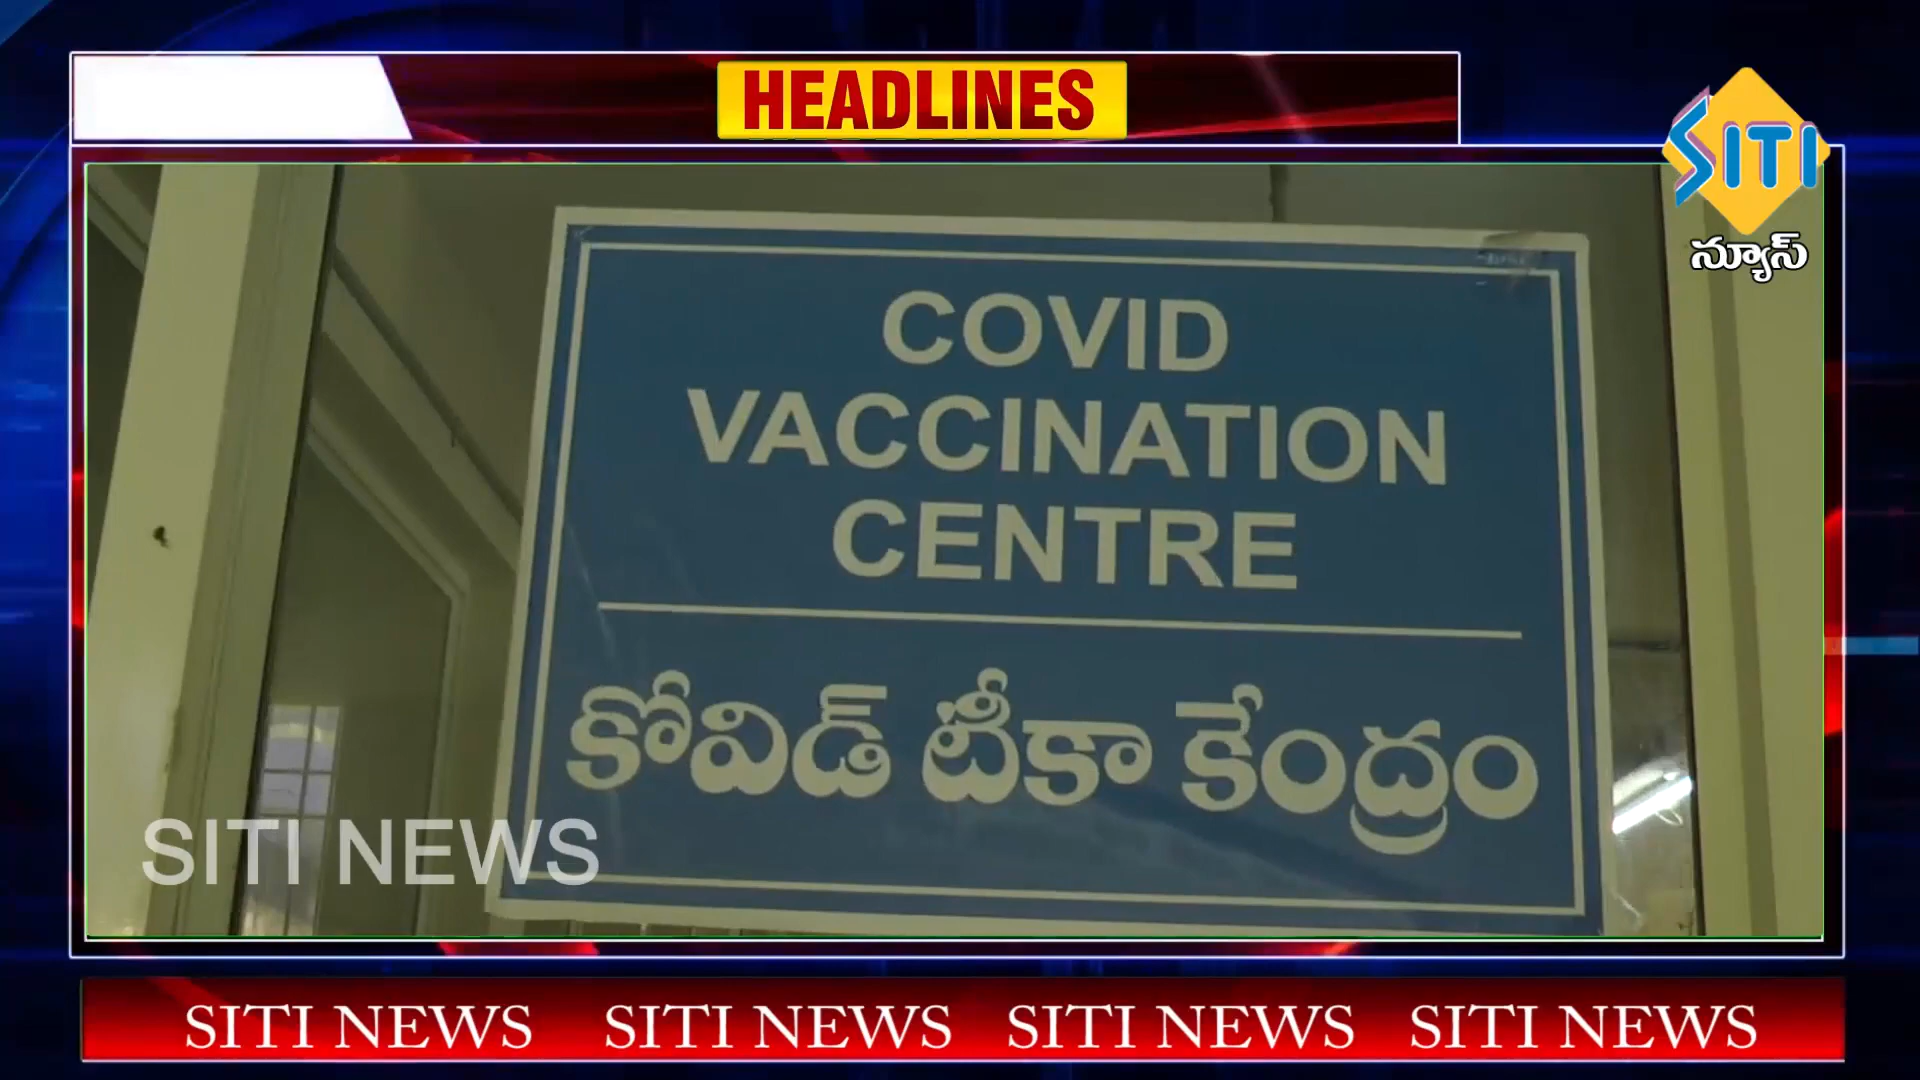 HEADLINES
SITI
న్యూస్
COVID
VACCINATION
CENTRE
కోవిడ్ టీకా కేంద్రం
SITI NEWS
SITI NEWS SITI NEWS SITI NEWS SITI NEWS